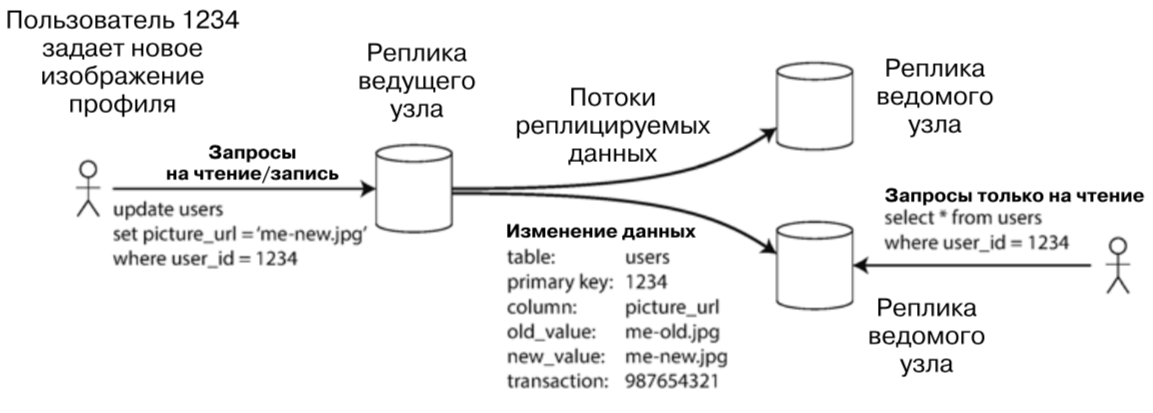 Пользователь 1234
задает новое
изображение
профиля
Реплика
ведущего
узла
Потоки
реплицируемых
данных
Реплика
ведомого
узла
Запросы
на чтение/запись
update users
set picture_url ='me-new.jpg'
where user_id = 1234
Изменение данных
table: users
primary key: 1234
column: picture_url
old_value: me-old.jpg
new_value: me-new.jpg
transaction: 987654321
Запросы только на чтение
select * from users
where user_id = 1234
Реплика
ведомого
узла